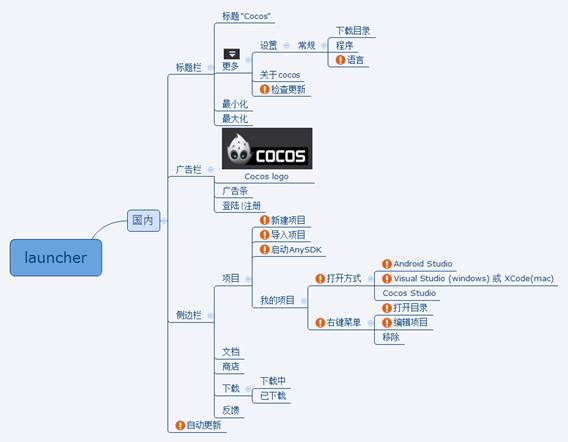 launcher
国内
标题栏
标题"Cocos"
更多
设置
常规
下载目录
程序
语言
关于cocos
检查更新
最小化
最大化
广告栏
COCOS
Cocos logo
广告条
登陆|注册
侧边栏
项目
新建项目
导入项目
启动AnySDK
我的项目
打开方式
Android Studio
Visual Studio (windows) 或 XCode(mac)
Cocos Studio
右键菜单
打开目录
编辑项目
移除
文档
商店
下载
下载中
已下载
反馈
自动更新